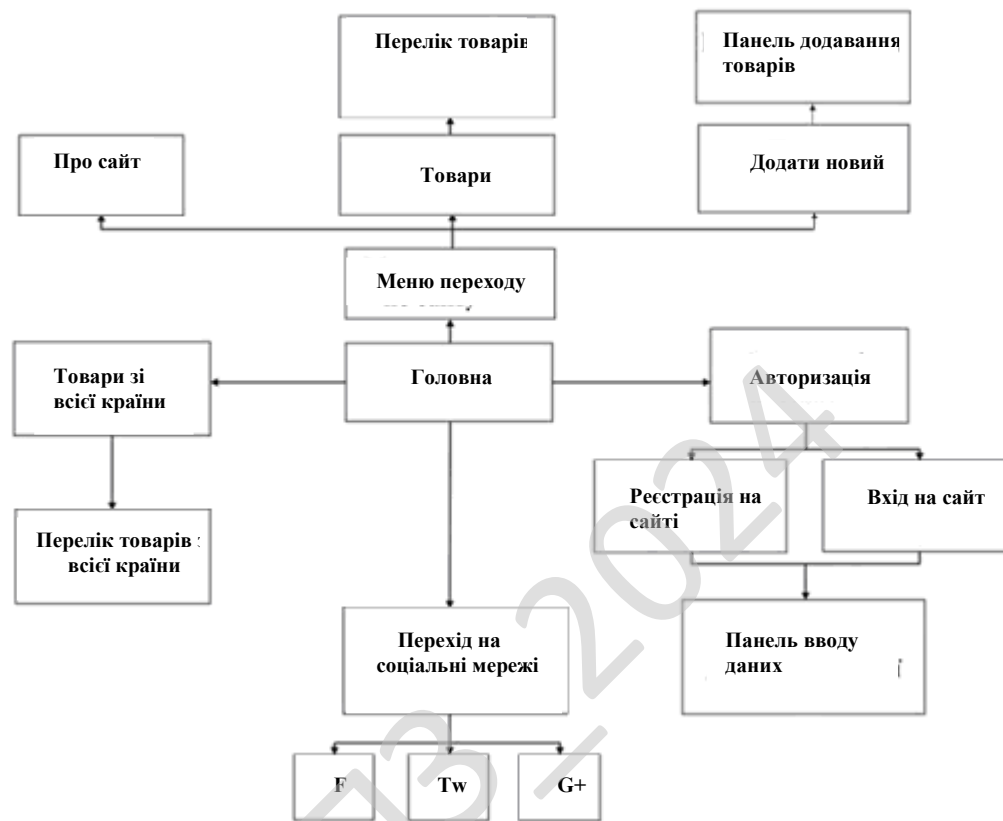 Перелік товарів
Панель додавання
товарів
Про сайт
Товари
Додати новий
Меню переходу
Товари зі
всієї країни
Головна
Авторизація
Реєстрація на
сайті
Вхід на сайт
Перелік товарів
всієї країни
Перехід на
соціальні мережі
Панель вводу
даних
F
Tw
G+
_2024